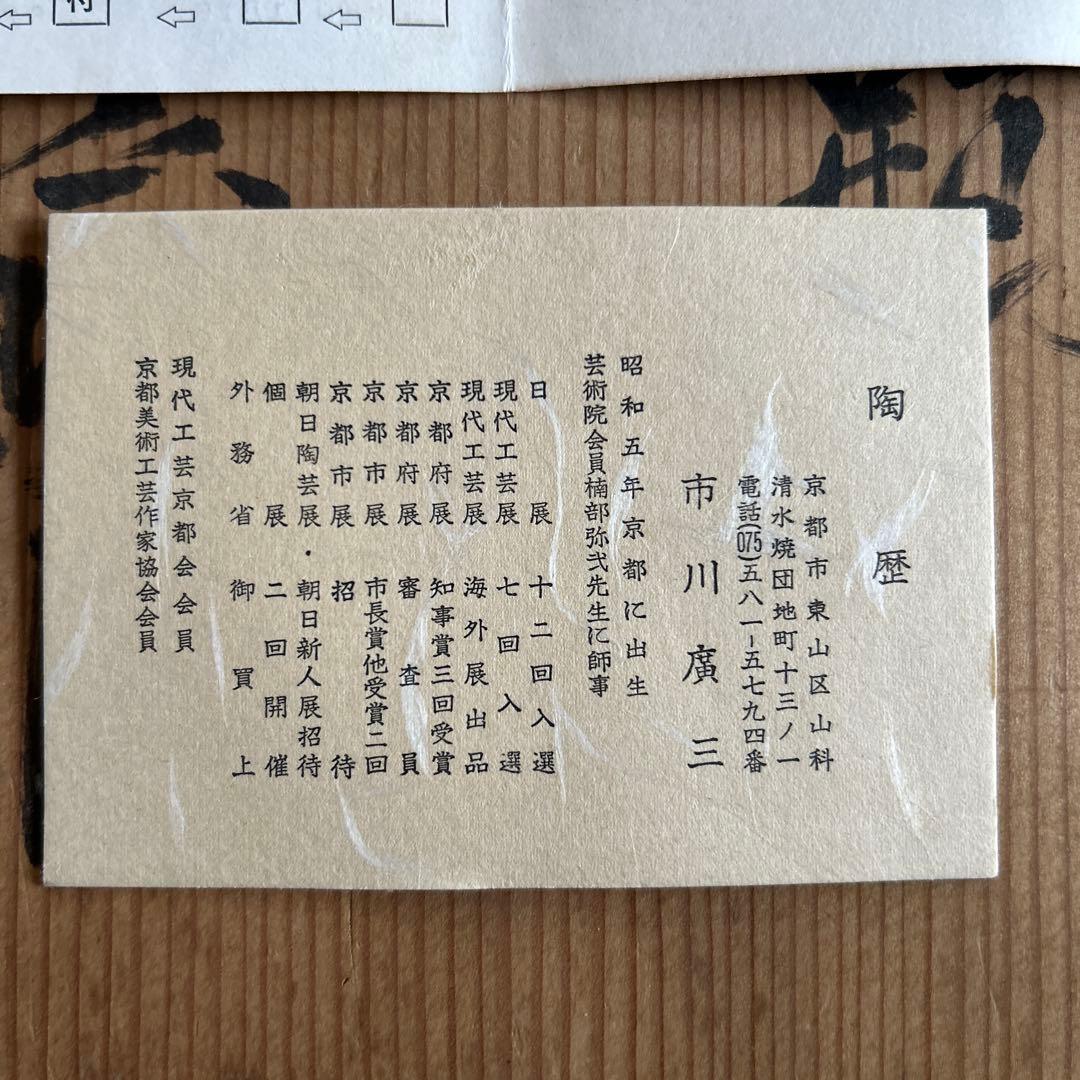 陶歴
京都市東山区山科
清水焼団地町十三ノ一
電話(075)五八一-五七九四番
市川廣三
昭和五年京都に出生
芸術院会員楠部弥弌先生に師事
日展 十二回入選
現代工芸展 七回入選
現代工芸展 海外展出品
京都府展 知事賞三回受賞
京都府展 審査員
京都市展 市長賞他受賞二回
京都市展 招待
朝日陶芸展・朝日新人展招待
個展 二回開催
外務省 御買上
現代工芸京都会会員
京都美術工芸作家協会会員